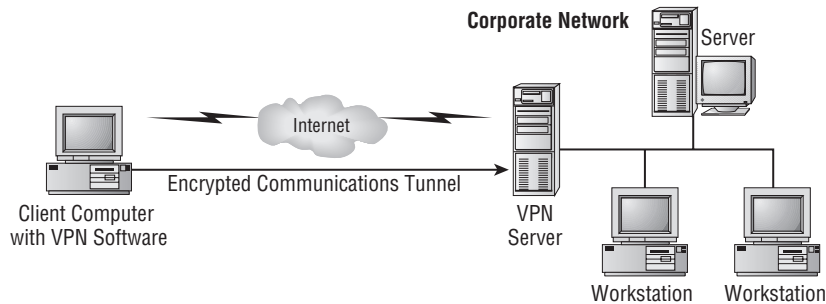 Corporate Network
Server
Internet
Encrypted Communications Tunnel
Client Computer
with VPN Software
VPN
Server
Workstation
Workstation